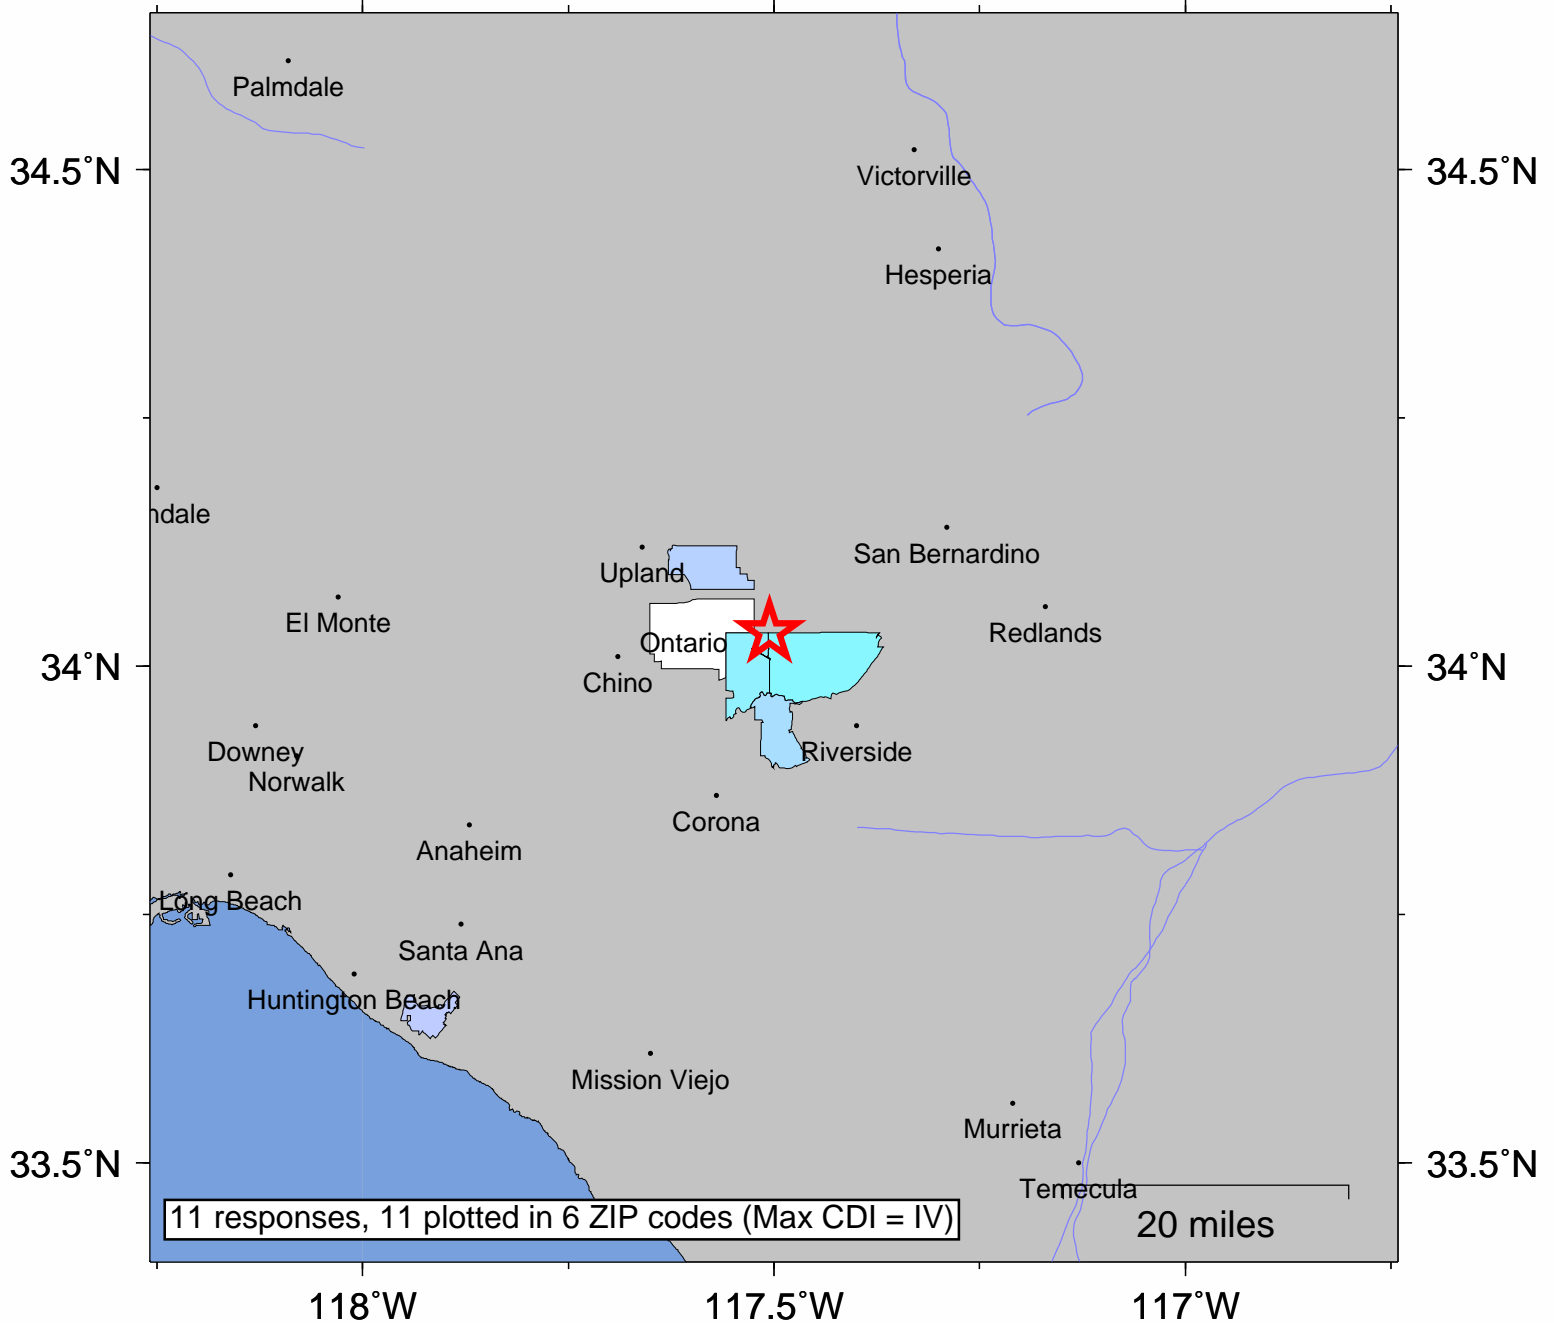 Palmdale
34.5°N
34.5°N
Victorville
Hesperia
ndale
San Bernardino
Upland
El Monte
Redlands
Ontario
34°N
34°N
Chino
Downey
Riverside
Norwalk
Corona
Anaheim
Long Beach
Santa Ana
Huntington Beach
Mission Viejo
Murrieta
33.5°N
33.5°N
Temecula
11 responses, 11 plotted in 6 ZIP codes (Max CDI = IV)
20 miles
118°W
117.5°W
117°W